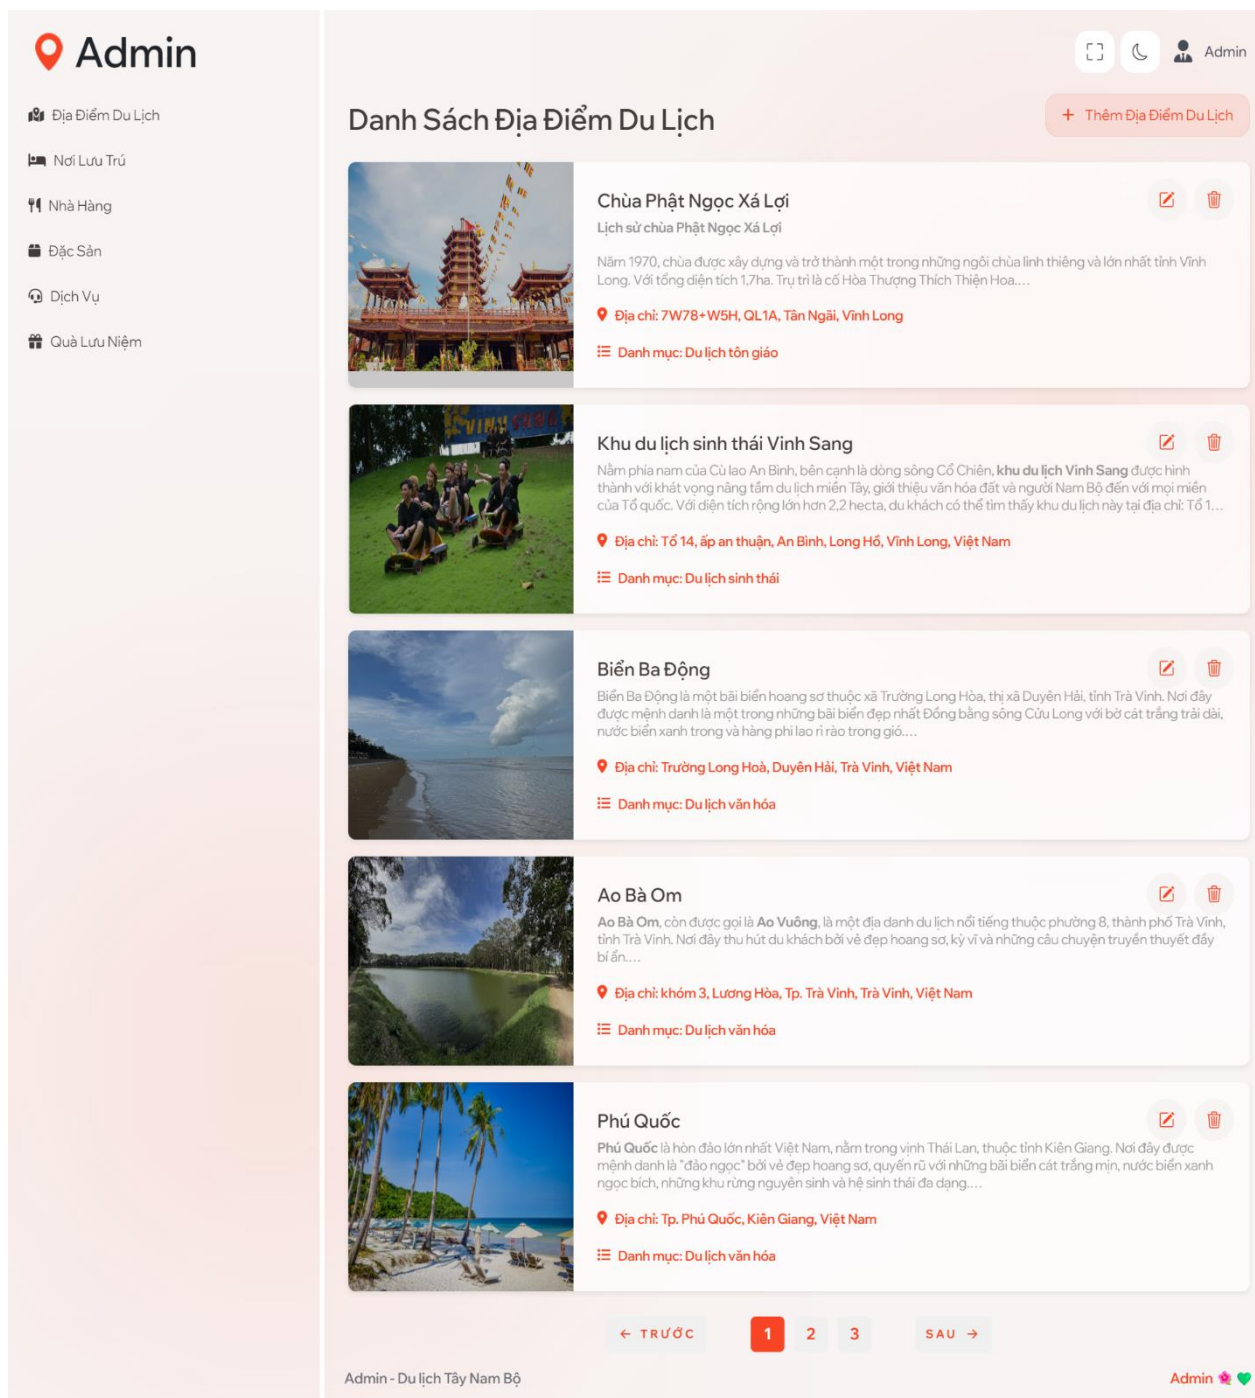 Admin
Admin
Địa Điểm Du Lịch
Nơi Lưu Trú
Nhà Hàng
Đặc Sản
Dịch Vụ
Quà Lưu Niệm
Danh Sách Địa Điểm Du Lịch
+ Thêm Địa Điểm Du Lịch
Chùa Phật Ngọc Xá Lợi
Lịch sử chùa Phật Ngọc Xá Lợi
Năm 1970, chùa được xây dựng và trở thành một trong những ngôi chùa linh thiêng và lớn nhất tỉnh Vĩnh
Long. Với tổng diện tích 1,7ha. Trụ trì là cố Hòa Thượng Thích Thiện Hoa....
Địa chỉ: 7W78+W5H, QL1A, Tân Ngãi, Vĩnh Long
Danh mục: Du lịch tôn giáo
VINH SANG
Khu du lịch sinh thái Vinh Sang
Nằm phía nam của Cù lao An Bình, bên cạnh là dòng sông Cổ Chiên, khu du lịch Vinh Sang được hình
thành với khát vọng nâng tầm du lịch miền Tây, giới thiệu văn hóa đất và người Nam Bộ đến với mọi miền
của Tổ quốc. Với diện tích rộng lớn hơn 2,2 hecta, du khách có thể tìm thấy khu du lịch này tại địa chỉ: Tổ 1...
Địa chỉ: Tổ 14, ấp an thuận, An Bình, Long Hồ, Vĩnh Long, Việt Nam
Danh mục: Du lịch sinh thái
Biển Ba Động
Biển Ba Động là một bãi biển hoang sơ thuộc xã Trường Long Hòa, thị xã Duyên Hải, tỉnh Trà Vinh. Nơi đây
được mệnh danh là một trong những bãi biển đẹp nhất Đồng bằng sông Cửu Long với bờ cát trắng trải dài,
nước biển xanh trong và hàng phi lao rì rào trong gió....
Địa chỉ: Trường Long Hoà, Duyên Hải, Trà Vinh, Việt Nam
Danh mục: Du lịch văn hóa
Ao Bà Om
Ao Bà Om, còn được gọi là Ao Vuông, là một địa danh du lịch nổi tiếng thuộc phường 8, thành phố Trà Vinh,
tỉnh Trà Vinh. Nơi đây thu hút du khách bởi vẻ đẹp hoang sơ, kỳ vĩ và những câu chuyện truyền thuyết đầy
bí ẩn....
Địa chỉ: khóm 3, Lương Hòa, Tp. Trà Vinh, Trà Vinh, Việt Nam
Danh mục: Du lịch văn hóa
Phú Quốc
Phú Quốc là hòn đảo lớn nhất Việt Nam, nằm trong vịnh Thái Lan, thuộc tỉnh Kiên Giang. Nơi đây được
mệnh danh là "đảo ngọc" bởi vẻ đẹp hoang sơ, quyến rũ với những bãi biển cát trắng mịn, nước biển xanh
ngọc bích, những khu rừng nguyên sinh và hệ sinh thái đa dạng....
Địa chỉ: Tp. Phú Quốc, Kiên Giang, Việt Nam
Danh mục: Du lịch văn hóa
← TRƯỚC 1 2 3 SAU →
Admin - Du lịch Tây Nam Bộ
Admin 🌺 💚